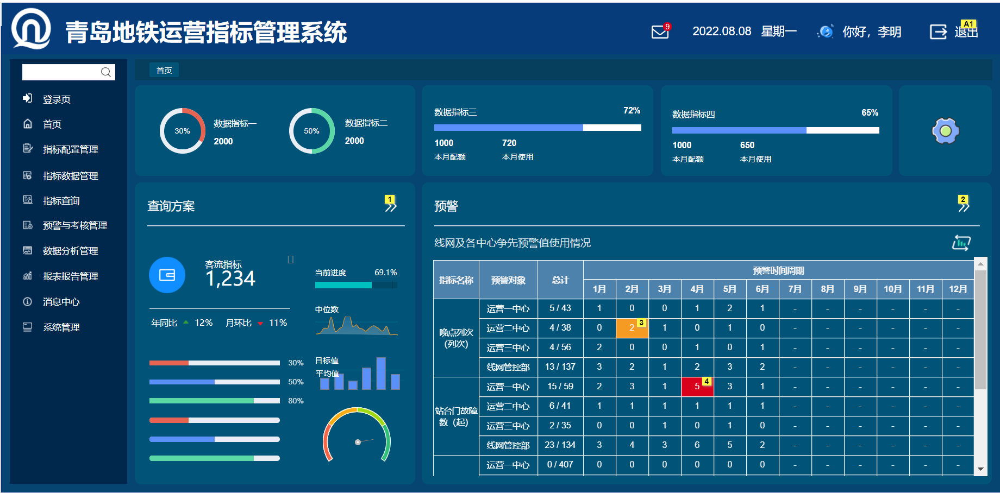 青岛地铁运营指标管理系统
9
2022.08.08 星期一
你好，李明
A1
退出
登录页
首页
指标配置管理
指标数据管理
指标查询
预警与考核管理
数据分析管理
报表报告管理
消息中心
系统管理
首页
30%
数据指标一
2000
50%
数据指标二
2000
数据指标三 72%
1000 720
本月配额 本月使用
数据指标四 65%
1000 650
本月配额 本月使用
查询方案
1
客流指标
1,234
年同比 12% 月环比 11%
30%
50%
80%
当前进度 69.1%
中位数
目标值
平均值
预警
2
线网及各中心争先预警值使用情况
指标名称 预警对象 总计 预警时间周期
1月 2月 3月 4月 5月 6月 7月 8月 9月 10月 11月 12月
晚点列次
(列次)
运营一中心 5 / 43 1 0 0 1 2 1 - - - - - -
运营二中心 4 / 38 0 2 3 1 0 1 0 - - - - - -
运营三中心 4 / 56 2 0 0 1 0 1 - - - - - -
线网管控部 13 / 137 3 2 1 2 3 2 - - - - - -
站台门故障
数（起）
运营一中心 15 / 59 2 3 1 5 4 3 1 - - - - - -
运营二中心 6 / 41 1 1 1 1 1 1 - - - - - -
运营三中心 2 / 35 0 0 1 0 1 0 - - - - - -
线网管控部 23 / 134 3 4 3 6 5 2 - - - - - -
运营一中心 0 / 407 0 0 0 0 0 0 - - - - - -